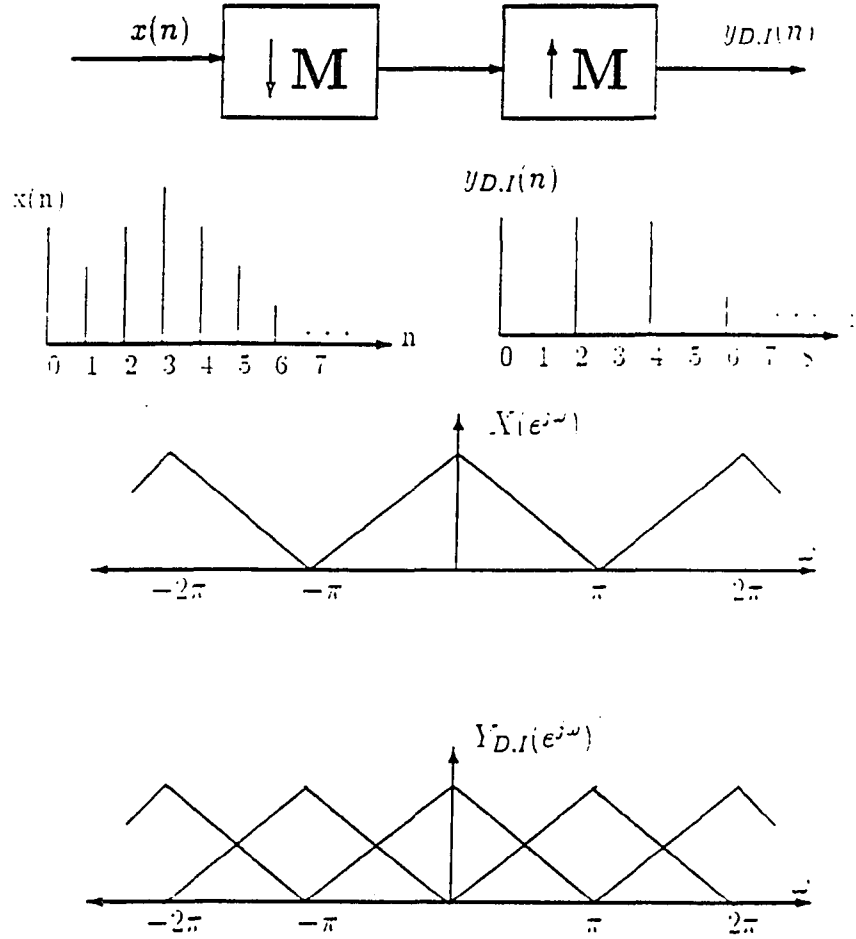 x(n) ↓ M ↑ M y_{D.I}(n)
x(n) y_{D.I}(n)
· · · n · · ·
0 1 2 3 4 5 6 7 0 1 2 3 4 5 6 7 8
X(e^{jω})
ω
−2π −π π 2π
Y_{D.I}(e^{jω})
ω
−2π −π π 2π